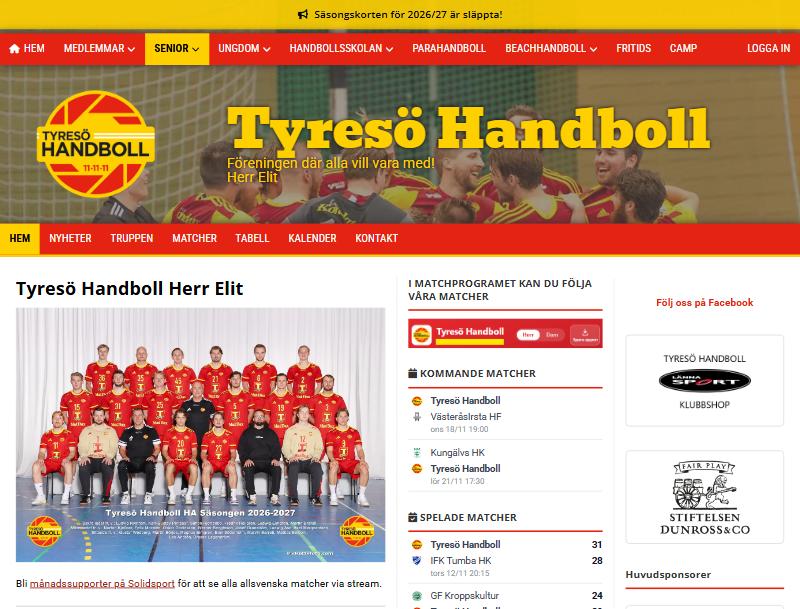 Säsongskorten för 2026/27 är släppta!
HEM MEDLEMMAR SENIOR UNGDOM HANDBOLLSSKOLAN PARAHANDBOLL BEACHHANDBOLL FRITIDS CAMP LOGGA IN
TYRESÖ
HANDBOLL
11-11-11
Tyresö Handboll
Föreningen där alla vill vara med!
Herr Elit
HEM NYHETER TRUPPEN MATCHER TABELL KALENDER KONTAKT
Tyresö Handboll Herr Elit
Tyresö Handboll HA Säsongen 2026-2027
Bli månadssupporter på Solidsport för att se alla allsvenska matcher via stream.
I MATCHPROGRAMET KAN DU FÖLJA
VÅRA MATCHER
Tyresö Handboll Herr Dam
KOMMANDE MATCHER
Tyresö Handboll
VästeråsIrsta HF
ons 18/11 19:00
Kungälvs HK
Tyresö Handboll
lör 21/11 17:30
SPELADE MATCHER
Tyresö Handboll 31
IFK Tumba HK 28
tors 12/11 20:15
GF Kroppskultur 24
Följ oss på Facebook
TYRESÖ HANDBOLL
LÄNNA
SPORT
KLUBBSHOP
FAIR PLAY
STIFTELSEN
DUNROSS&CO
Huvudsponsorer